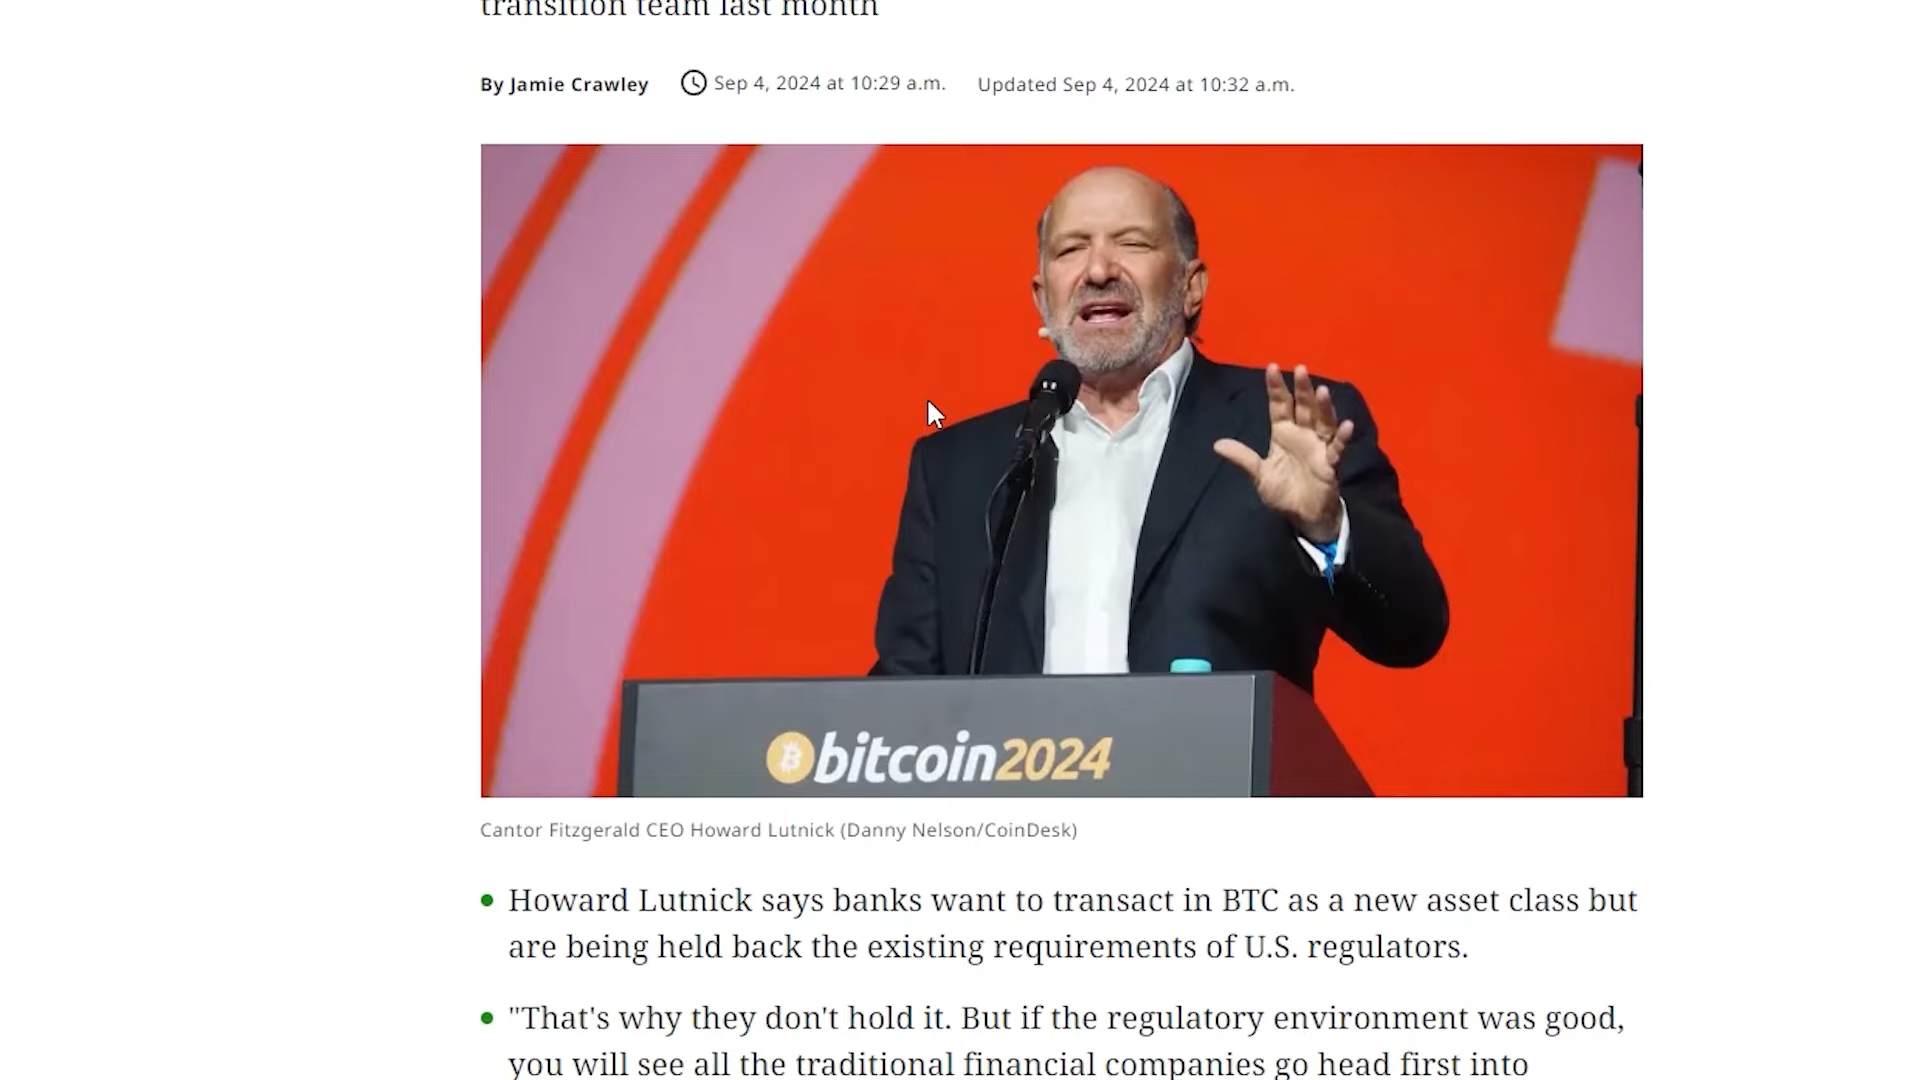 transition team last month
By Jamie Crawley Sep 4, 2024 at 10:29 a.m. Updated Sep 4, 2024 at 10:32 a.m.
bitcoin2024
Cantor Fitzgerald CEO Howard Lutnick (Danny Nelson/CoinDesk)
• Howard Lutnick says banks want to transact in BTC as a new asset class but
are being held back the existing requirements of U.S. regulators.
• "That's why they don't hold it. But if the regulatory environment was good,
you will see all the traditional financial companies go head first into